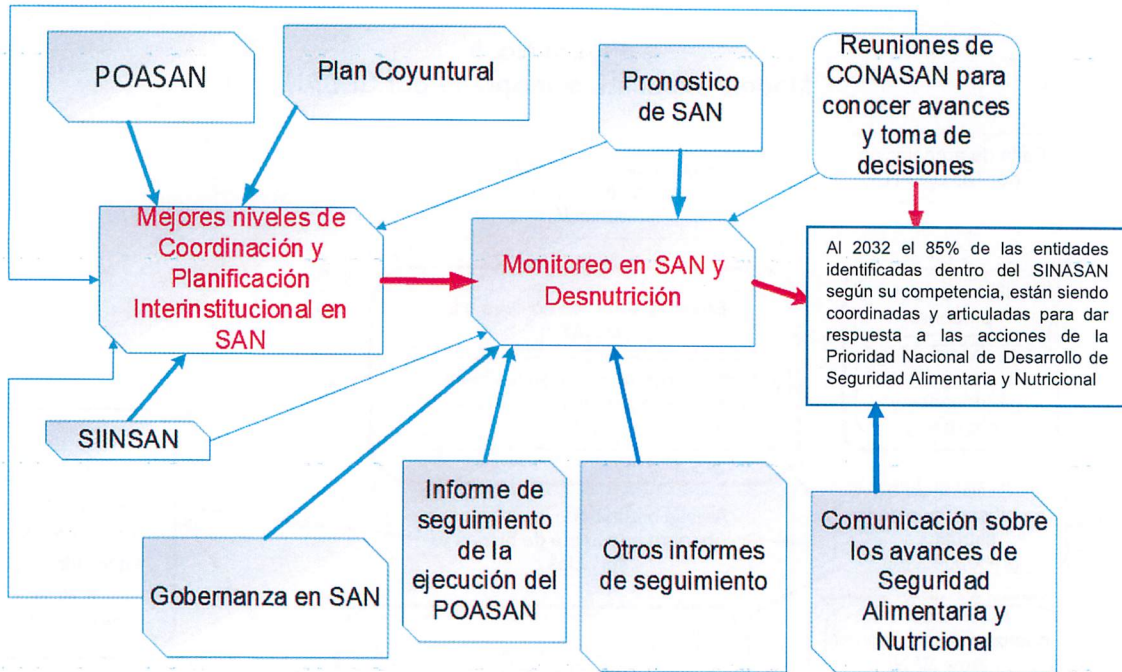 POASAN
Plan Coyuntural
Pronostico
de SAN
Reuniones de
CONASAN para
conocer avances
y toma de
decisiones
Mejores niveles de
Coordinación y
Planificación
Interinstitucional en
SAN
Monitoreo en SAN y
Desnutrición
Al 2032 el 85% de las entidades
identificadas dentro del SINASAN
según su competencia, están siendo
coordinadas y articuladas para dar
respuesta a las acciones de la
Prioridad Nacional de Desarrollo de
Seguridad Alimentaria y Nutricional
SIINSAN
Gobernanza en SAN
Informe de
seguimiento
de la
ejecución del
POASAN
Otros informes
de seguimiento
Comunicación sobre
los avances de
Seguridad
Alimentaria y
Nutricional